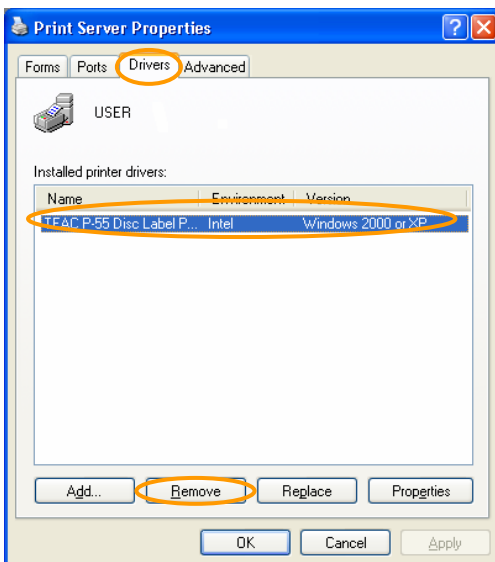 Print Server Properties
Forms Ports Drivers Advanced
USER
Installed printer drivers:
Name Environment Version
TEAC P-55 Disc Label P... Intel Windows 2000 or XP
Add... Remove Replace Properties
OK Cancel Apply